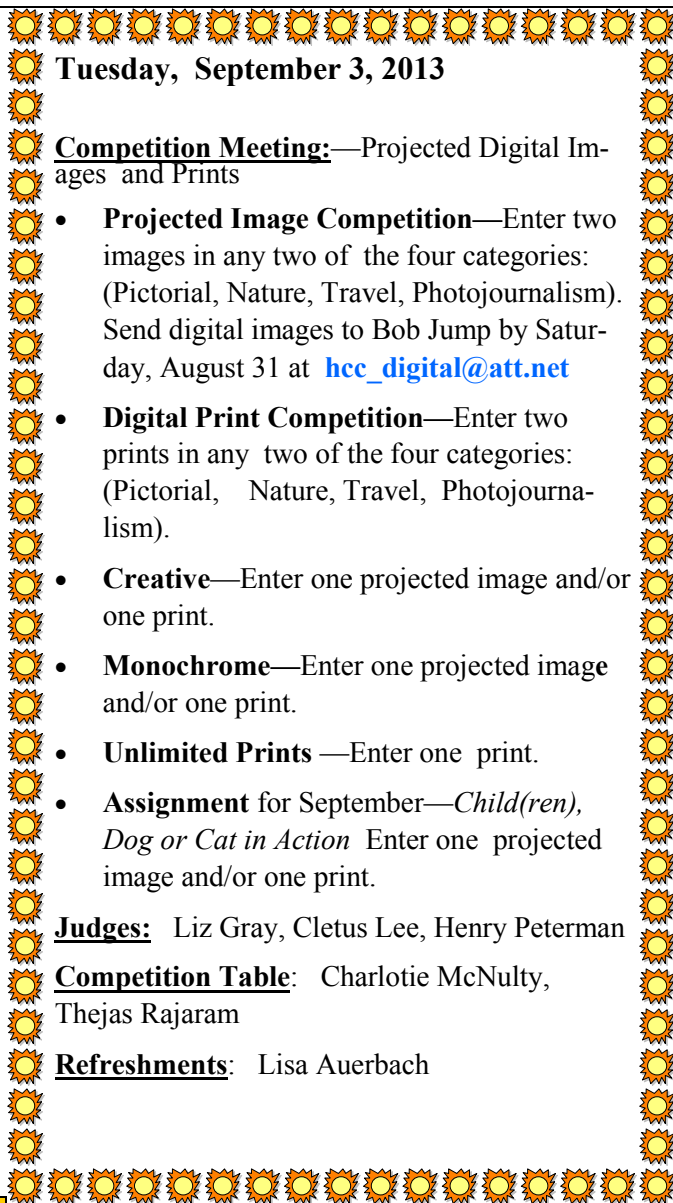 Tuesday,  September 3, 2013
Competition Meeting:—Projected Digital Im-
ages  and Prints
• Projected Image Competition—Enter two
images in any two of  the four categories:
(Pictorial, Nature, Travel, Photojournalism).
Send digital images to Bob Jump by Satur-
day, August 31 at  hcc_digital@att.net
• Digital Print Competition—Enter two
prints in any  two of the four categories:
(Pictorial,   Nature, Travel,  Photojourna-
lism).
• Creative—Enter one projected image and/or
one print.
• Monochrome—Enter one projected image
and/or one print.
• Unlimited Prints —Enter one  print.
• Assignment for September—Child(ren),
Dog or Cat in Action  Enter one  projected
image and/or one print.
Judges:   Liz Gray, Cletus Lee, Henry Peterman
Competition Table:   Charlotie McNulty,
Thejas Rajaram
Refreshments:   Lisa Auerbach